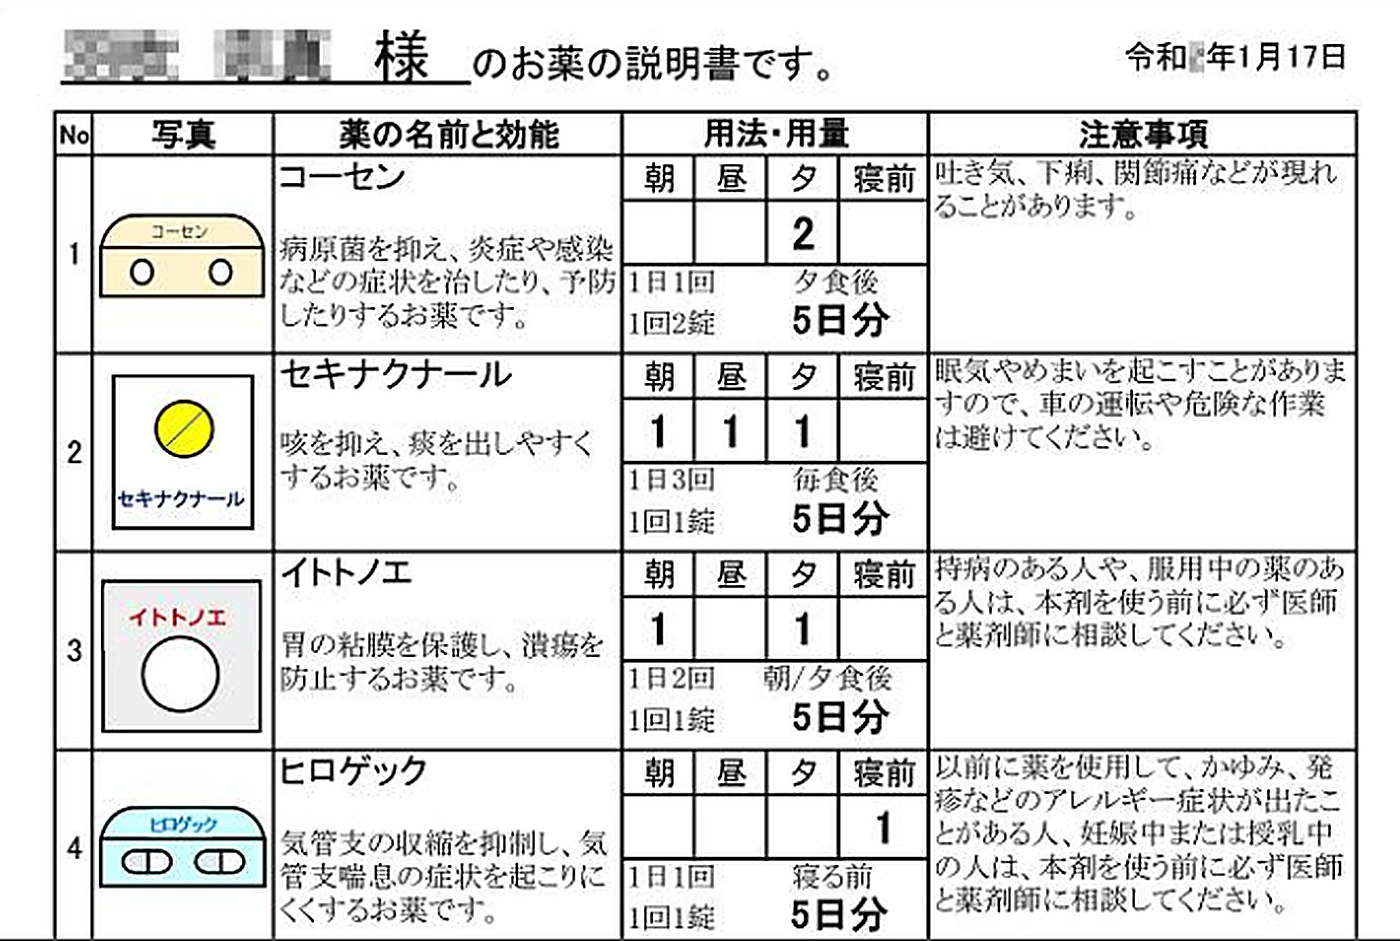 様 のお薬の説明書です。
令和 年1月17日
No 写真 薬の名前と効能 用法・用量 注意事項
1
コーセン
コーセン
病原菌を抑え、炎症や感染
などの症状を治したり、予防
したりするお薬です。
朝 昼 夕 寝前
2
1日1回 夕食後
1回2錠 5日分
吐き気、下痢、関節痛などが現れ
ることがあります。
2
セキナクナール
セキナクナール
咳を抑え、痰を出しやすく
するお薬です。
朝 昼 夕 寝前
1 1 1
1日3回 毎食後
1回1錠 5日分
眠気やめまいを起こすことがありま
すので、車の運転や危険な作業
は避けてください。
3
イトトノエ
イトトノエ
胃の粘膜を保護し、潰瘍を
防止するお薬です。
朝 昼 夕 寝前
1 1
1日2回 朝/夕食後
1回1錠 5日分
持病のある人や、服用中の薬のあ
る人は、本剤を使う前に必ず医師
と薬剤師に相談してください。
4
ヒロゲック
ヒロゲック
気管支の収縮を抑制し、気
管支喘息の症状を起こりに
くくするお薬です。
朝 昼 夕 寝前
1
1日1回 寝る前
1回1錠 5日分
以前に薬を使用して、かゆみ、発
疹などのアレルギー症状が出たこ
とがある人、妊娠中または授乳中
の人は、本剤を使う前に必ず医師
と薬剤師に相談してください。